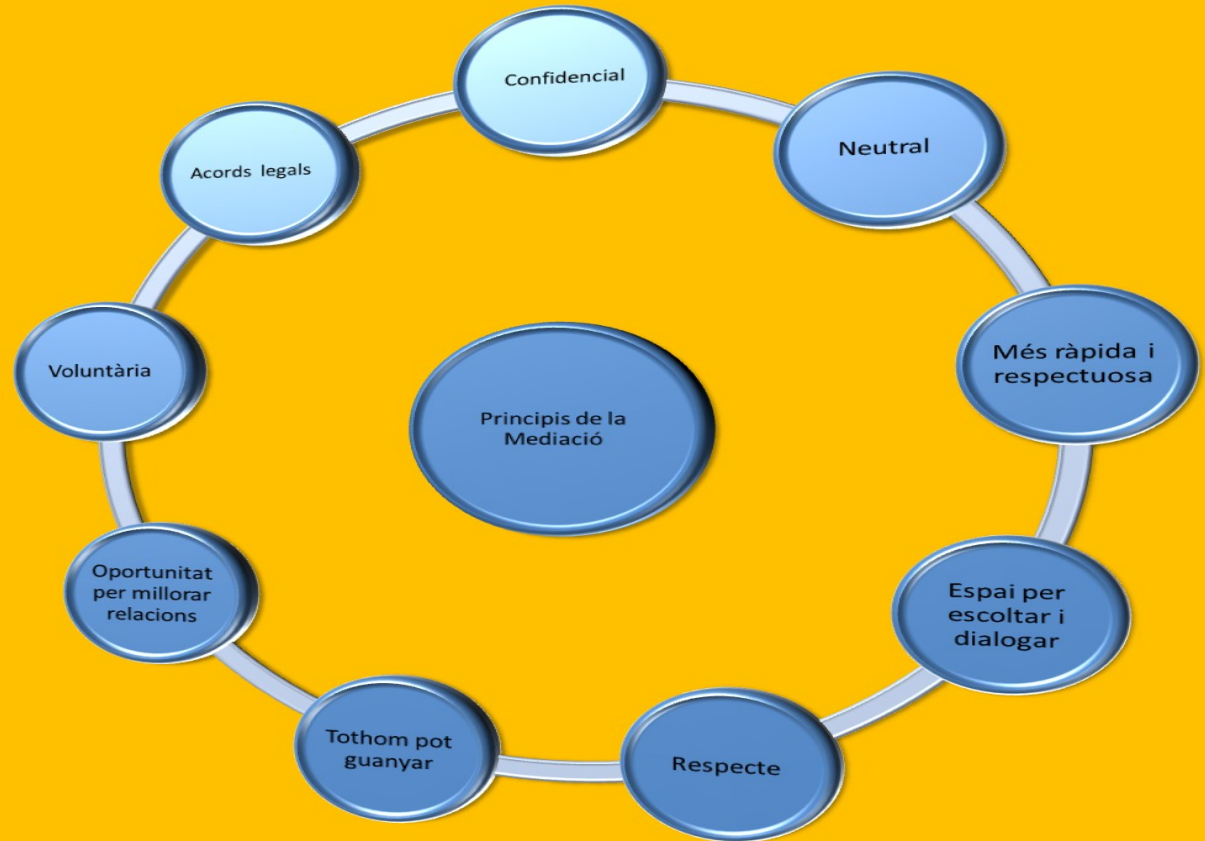 Confidencial
Neutral
Més ràpida i
respectuosa
Espai per
escoltar i
dialogar
Respecte
Tothom pot
guanyar
Oportunitat
per millorar
relacions
Voluntària
Acords legals
Principis de la
Mediació